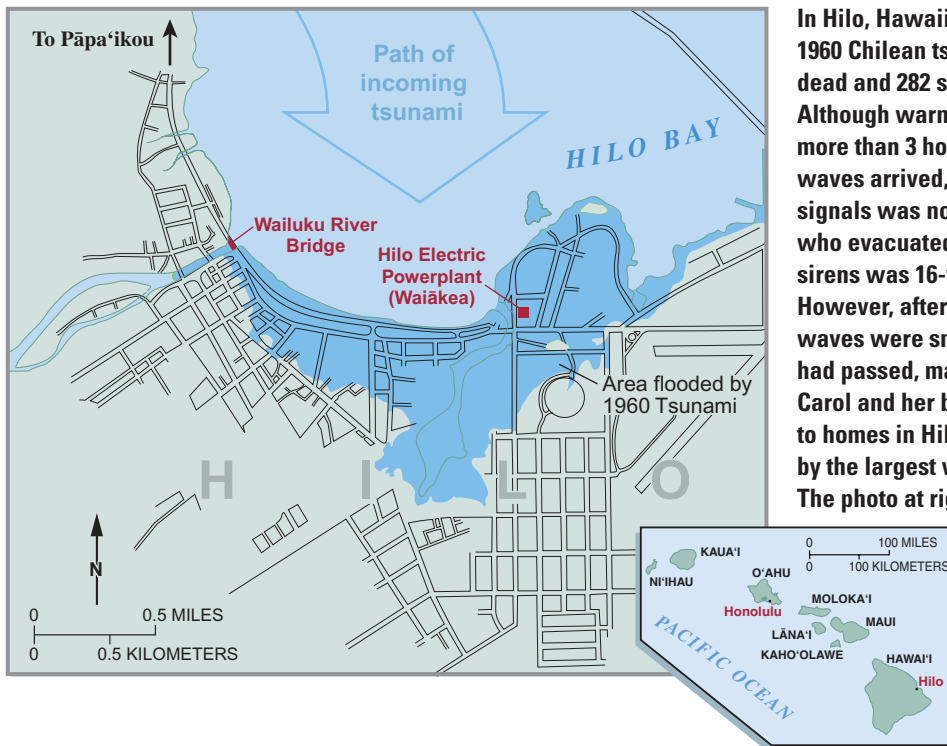 To Pāpa‘ikou
Path of
incoming
tsunami
HILO BAY
Wailuku River
Bridge
Hilo Electric
Powerplant
(Waiākea)
Area flooded by
1960 Tsunami
HILO
N
0 0.5 MILES
0 0.5 KILOMETERS
In Hilo, Hawaii
1960 Chilean ts
dead and 282 s
Although warn
more than 3 ho
waves arrived,
signals was no
who evacuated
sirens was 16-
However, after
waves were sm
had passed, ma
Carol and her b
to homes in Hil
by the largest w
The photo at rig
0 100 MILES
0 100 KILOMETERS
KAUA‘I
NI‘IHAU
O‘AHU
Honolulu
MOLOKA‘I
LĀNA‘I
MAUI
KAHO‘OLAWE
HAWAI‘I
Hilo
PACIFIC OCEAN